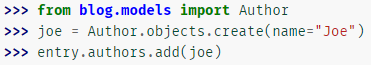 >>> from blog.models import Author
>>> joe = Author.objects.create(name="Joe")
>>> entry.authors.add(joe)